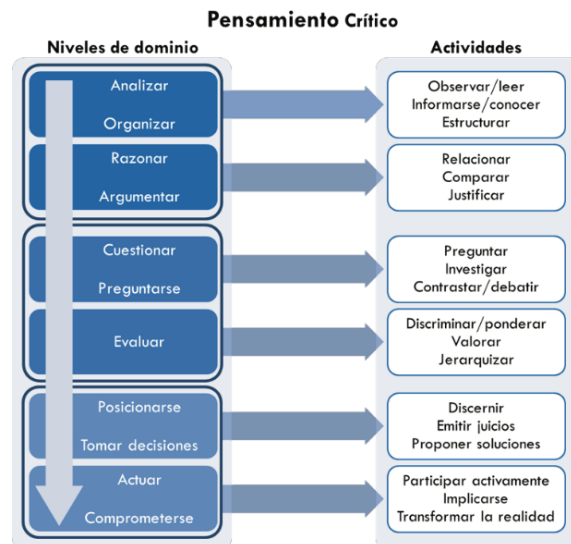 Pensamiento Crítico
Niveles de dominio
Actividades
Analizar
Organizar
Observar/leer
Informarse/conocer
Estructurar
Razonar
Argumentar
Relacionar
Comparar
Justificar
Cuestionar
Preguntarse
Preguntar
Investigar
Contrastar/debatir
Evaluar
Discriminar/ponderar
Valorar
Jerarquizar
Posicionarse
Tomar decisiones
Discernir
Emitir juicios
Proponer soluciones
Actuar
Comprometerse
Participar activamente
Implicarse
Transformar la realidad